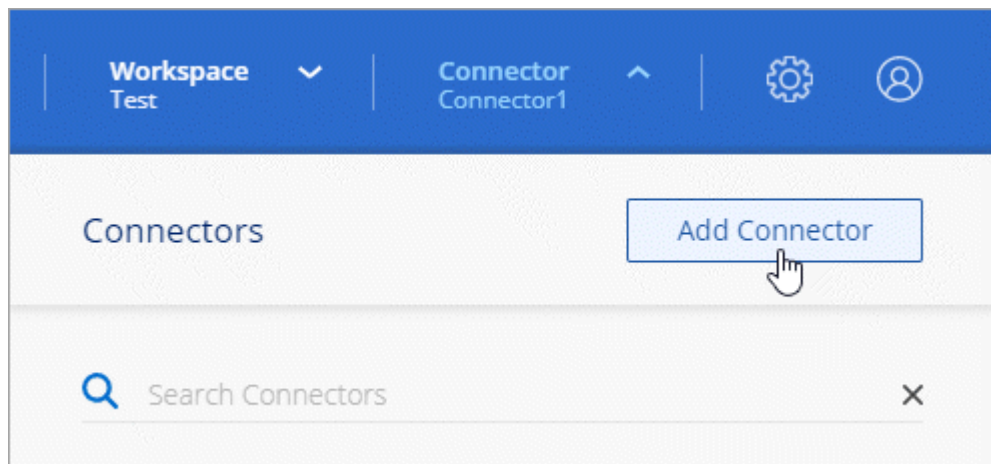 Workspace
Test
Connector
Connector1
Connectors
Add Connector
Search Connectors